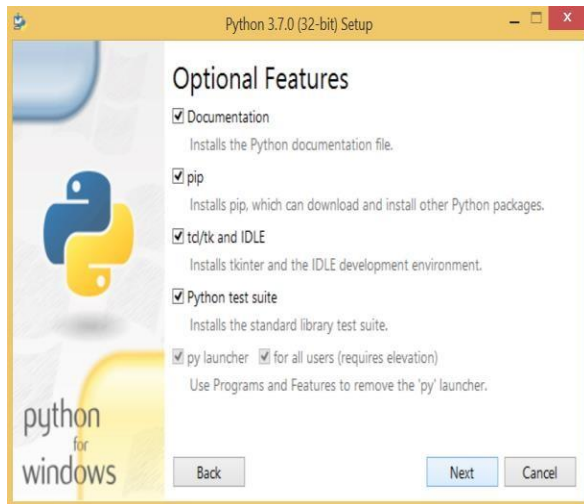 Python 3.7.0 (32-bit) Setup
Optional Features
Documentation
Installs the Python documentation file.
pip
Installs pip, which can download and install other Python packages.
tcl/tk and IDLE
Installs tkinter and the IDLE development environment.
Python test suite
Installs the standard library test suite.
py launcher for all users (requires elevation)
Use Programs and Features to remove the 'py' launcher.
python
for
windows
Back Next Cancel